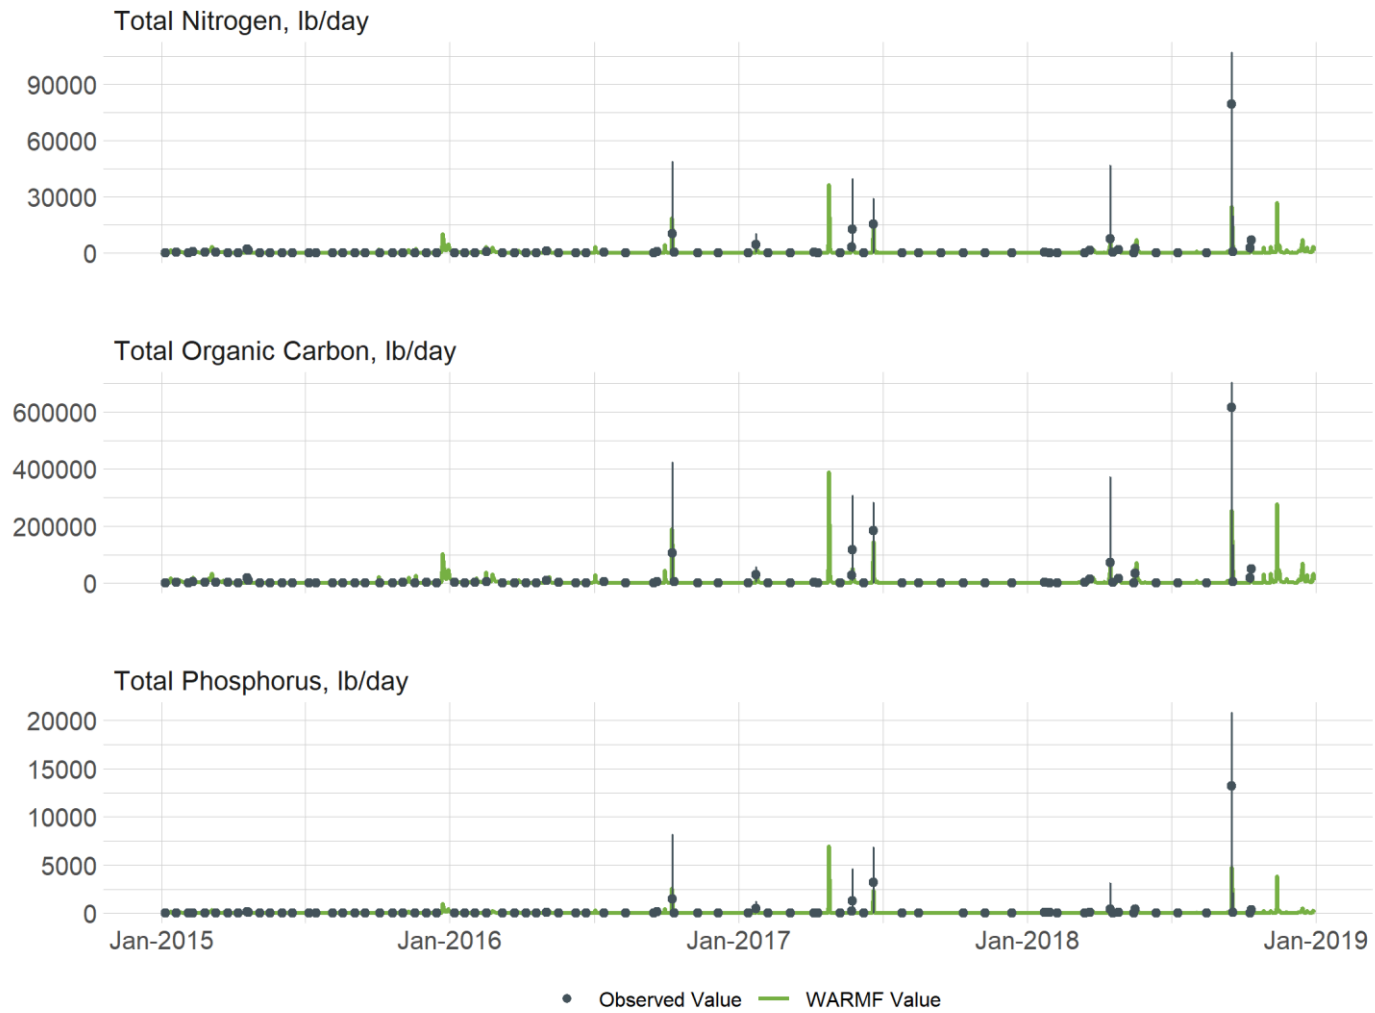 Total Nitrogen, lb/day
90000
60000
30000
0
Total Organic Carbon, lb/day
600000
400000
200000
0
Total Phosphorus, lb/day
20000
15000
10000
5000
0
Jan-2015 Jan-2016 Jan-2017 Jan-2018 Jan-2019
Observed Value WARMF Value